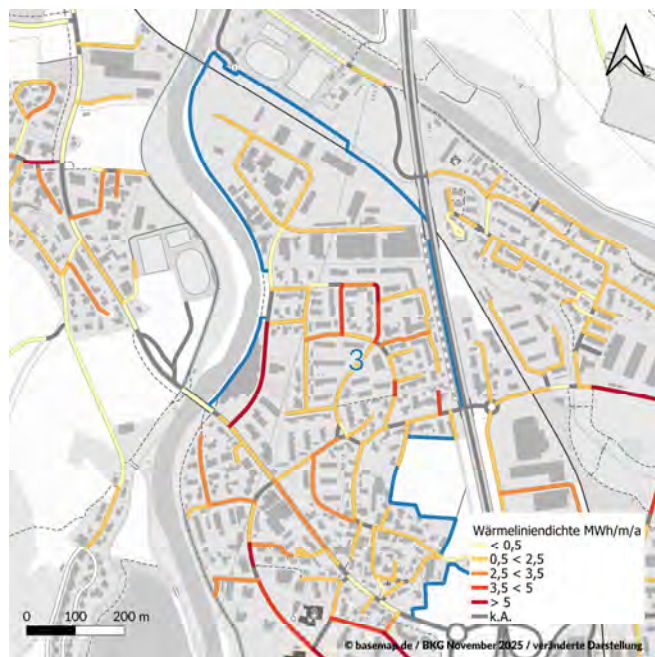 3
Wärmeliniendichte MWh/m/a
< 0,5
0,5 < 2,5
2,5 < 3,5
3,5 < 5
> 5
k.A.
0 100 200 m
© basemap.de / BKG November 2025 / veränderte Darstellung